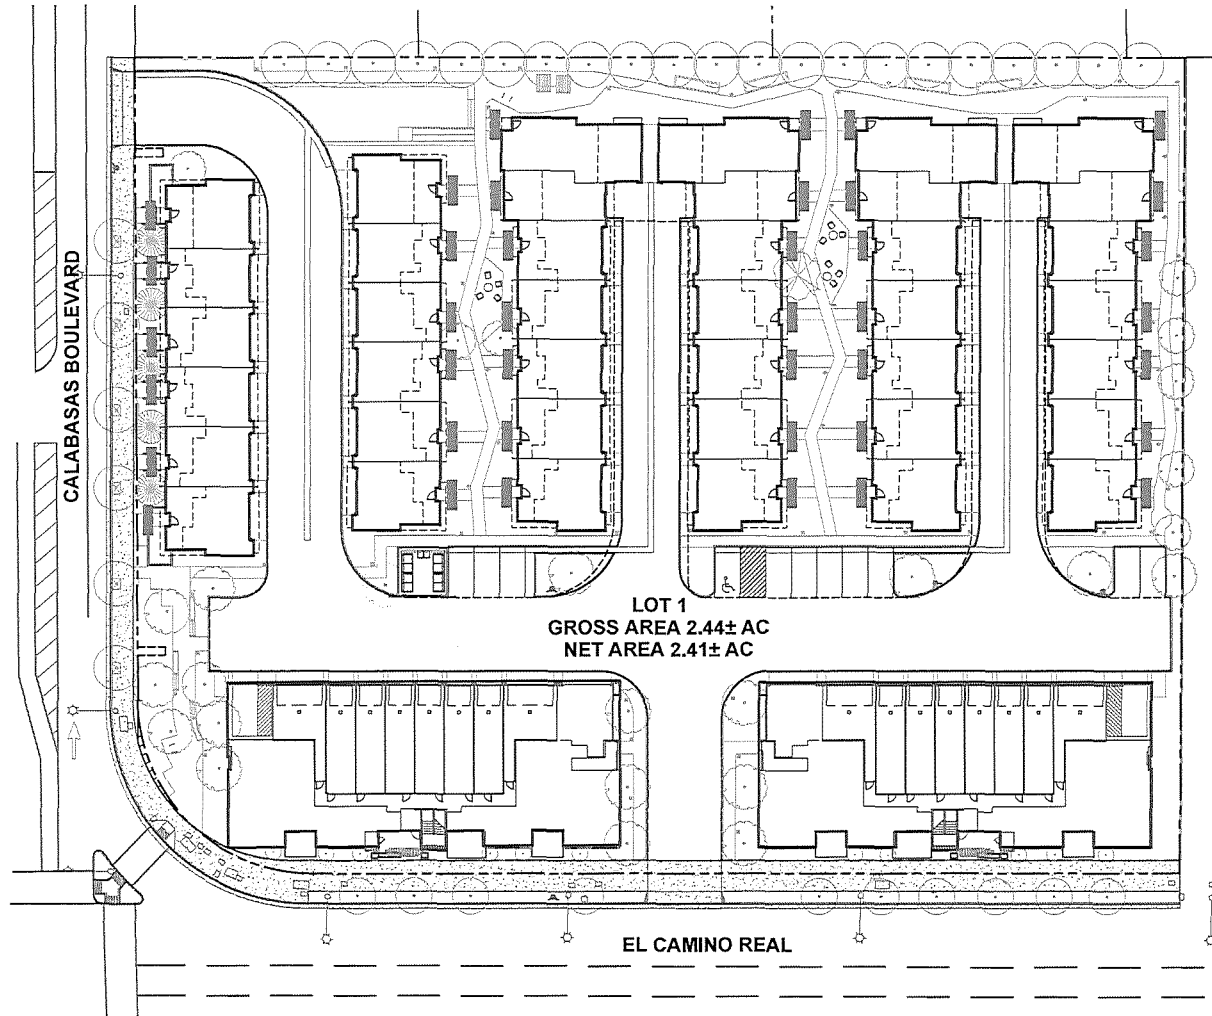 CALABASAS BOULEVARD
LOT 1
GROSS AREA 2.44± AC
NET AREA 2.41± AC
EL CAMINO REAL